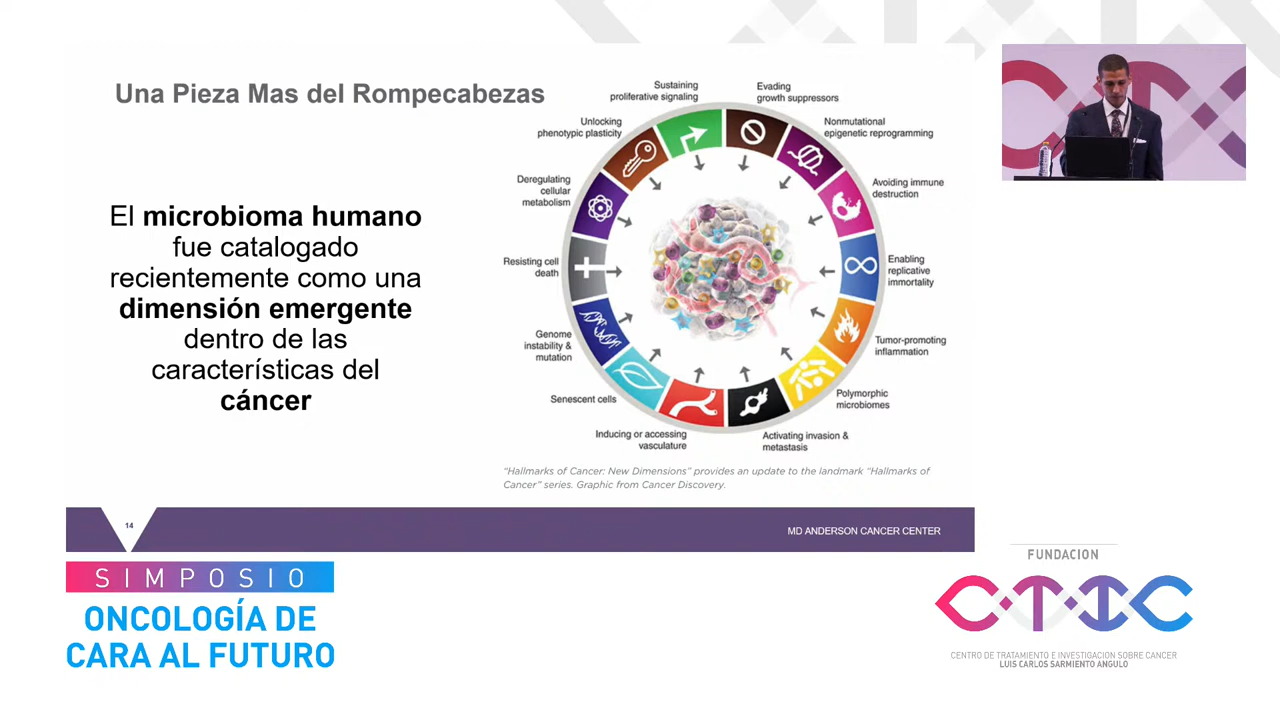 Una Pieza Mas del Rompecabezas
El microbioma humano
fue catalogado
recientemente como una
dimensión emergente
dentro de las
características del
cáncer
Sustaining
proliferative signaling
Evading
growth suppressors
Nonmutational
epigenetic reprogramming
Avoiding immune
destruction
Enabling
replicative
immortality
Tumor-promoting
inflammation
Polymorphic
microbiomes
Activating invasion &
metastasis
Inducing or accessing
vasculature
Senescent cells
Genome
instability &
mutation
Resisting cell
death
Deregulating
cellular
metabolism
Unlocking
phenotypic plasticity
“Hallmarks of Cancer: New Dimensions” provides an update to the landmark “Hallmarks of
Cancer” series. Graphic from Cancer Discovery.
14
MD ANDERSON CANCER CENTER
SIMPOSIO
ONCOLOGÍA DE
CARA AL FUTURO
FUNDACION
CTIC
CENTRO DE TRATAMIENTO E INVESTIGACION SOBRE CANCER
LUIS CARLOS SARMIENTO ANGULO